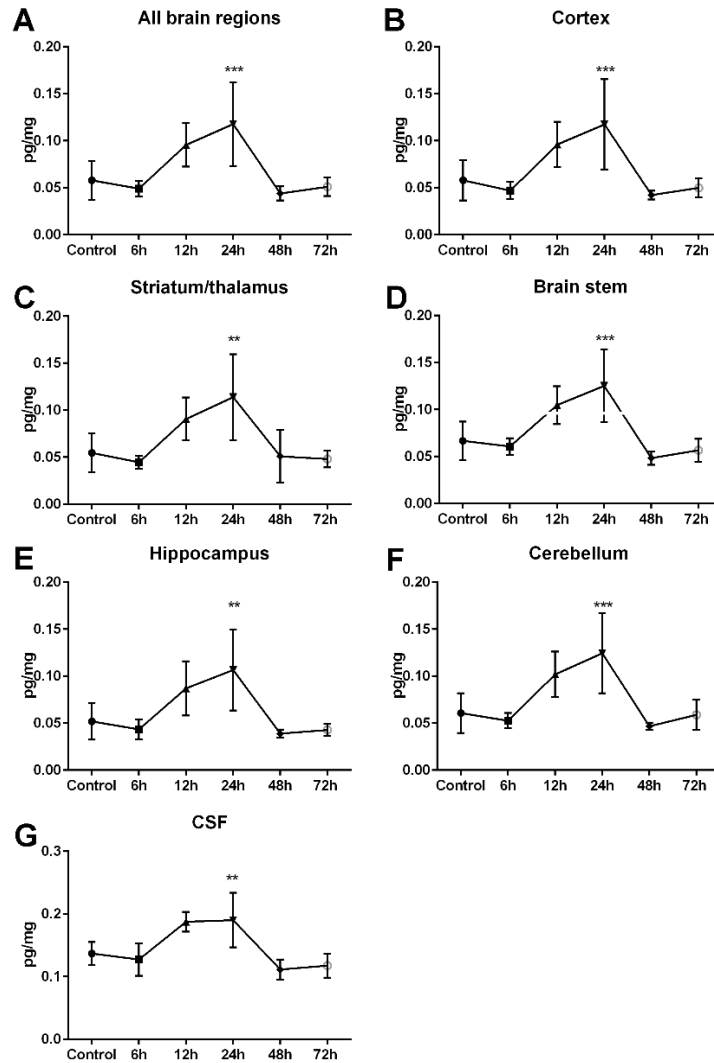 A All brain regions
0.20
***
0.15
pg/mg
0.10
0.05
0.00
Control 6h 12h 24h 48h 72h
B Cortex
0.20
***
0.15
pg/mg
0.10
0.05
0.00
Control 6h 12h 24h 48h 72h
C Striatum/thalamus
0.20
**
0.15
pg/mg
0.10
0.05
0.00
Control 6h 12h 24h 48h 72h
D Brain stem
0.20
***
0.15
pg/mg
0.10
0.05
0.00
Control 6h 12h 24h 48h 72h
E Hippocampus
0.20
**
0.15
pg/mg
0.10
0.05
0.00
Control 6h 12h 24h 48h 72h
F Cerebellum
0.20
***
0.15
pg/mg
0.10
0.05
0.00
Control 6h 12h 24h 48h 72h
G CSF
0.3
**
0.2
pg/mg
0.1
0.0
Control 6h 12h 24h 48h 72h